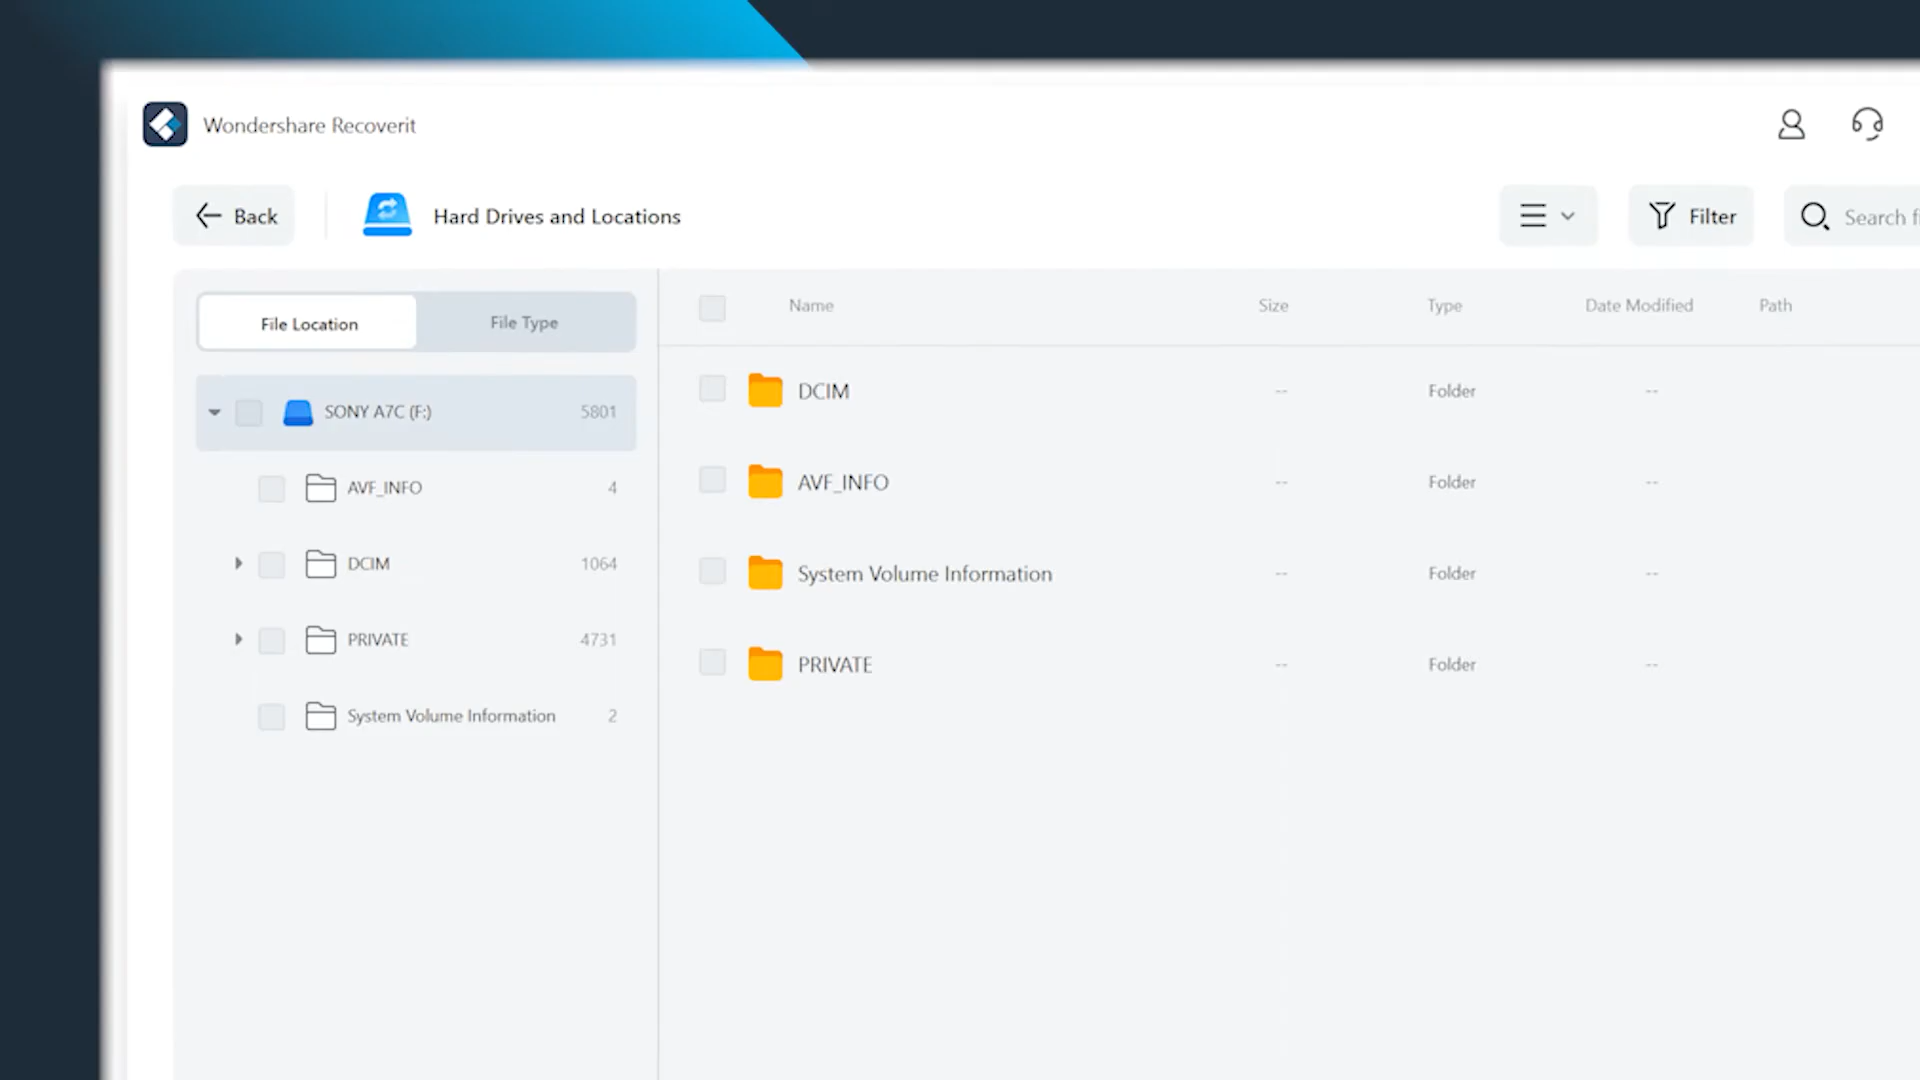 Wondershare Recoverit
Back
Hard Drives and Locations
Filter
Search
File Location
File Type
SONY A7C (F:) 5801
AVF_INFO 4
DCIM 1064
PRIVATE 4731
System Volume Information 2
Name Size Type Date Modified Path
DCIM -- Folder --
AVF_INFO -- Folder --
System Volume Information -- Folder --
PRIVATE -- Folder --